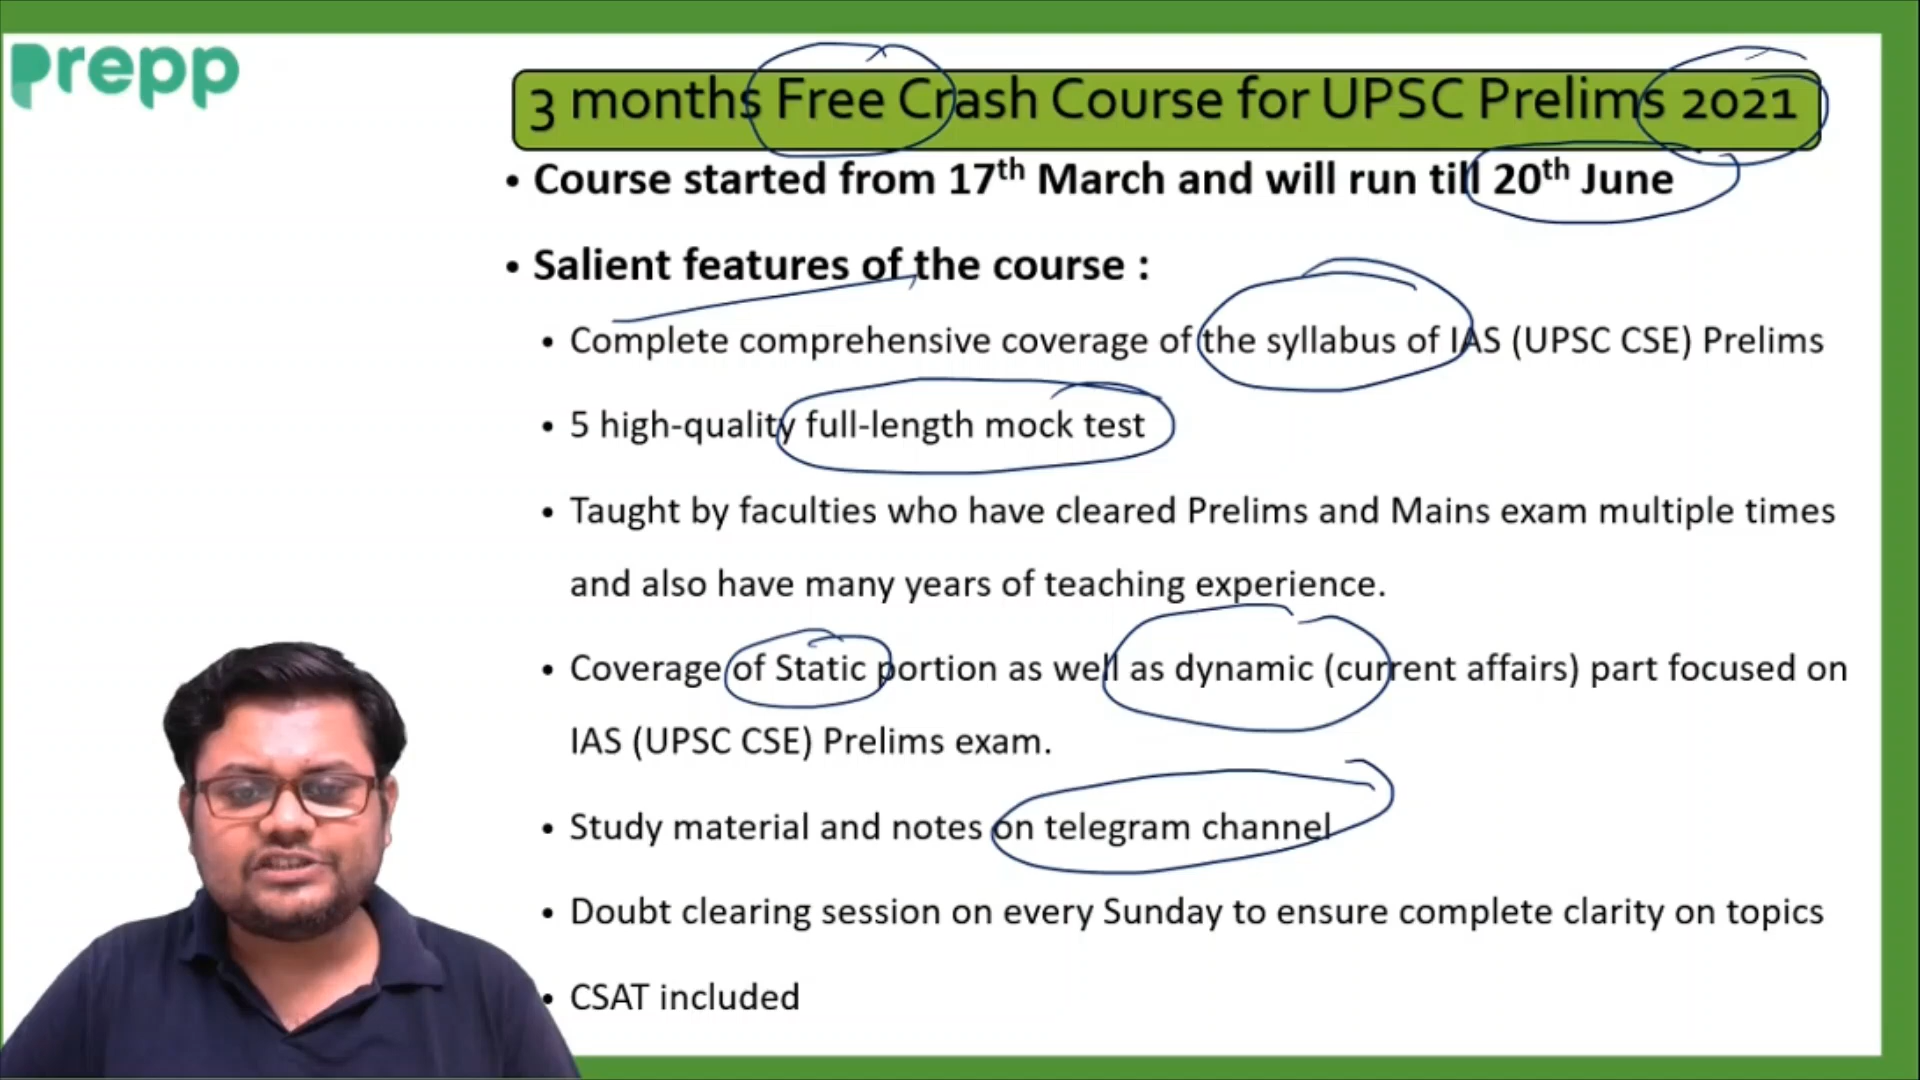 prepp
3 months Free Crash Course for UPSC Prelims 2021
• Course started from 17th March and will run till 20th June
• Salient features of the course :
• Complete comprehensive coverage of the syllabus of IAS (UPSC CSE) Prelims
• 5 high-quality full-length mock test
• Taught by faculties who have cleared Prelims and Mains exam multiple times
and also have many years of teaching experience.
• Coverage of Static portion as well as dynamic (current affairs) part focused on
IAS (UPSC CSE) Prelims exam.
• Study material and notes on telegram channel
• Doubt clearing session on every Sunday to ensure complete clarity on topics
• CSAT included